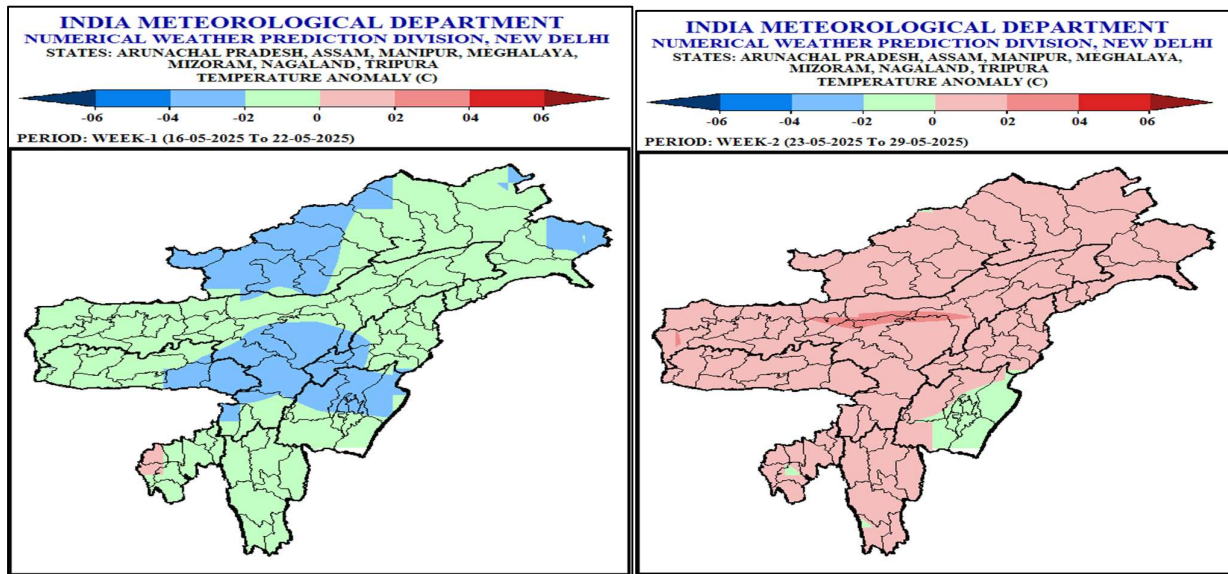 INDIA METEOROLOGICAL DEPARTMENT
NUMERICAL WEATHER PREDICTION DIVISION, NEW DELHI
STATES: ARUNACHAL PRADESH, ASSAM, MANIPUR, MEGHALAYA,
MIZORAM, NAGALAND, TRIPURA
TEMPERATURE ANOMALY (C)
-06 -04 -02 0 02 04 06
PERIOD: WEEK-1 (16-05-2025 To 22-05-2025)
INDIA METEOROLOGICAL DEPARTMENT
NUMERICAL WEATHER PREDICTION DIVISION, NEW DELHI
STATES: ARUNACHAL PRADESH, ASSAM, MANIPUR, MEGHALAYA,
MIZORAM, NAGALAND, TRIPURA
TEMPERATURE ANOMALY (C)
-06 -04 -02 0 02 04 06
PERIOD: WEEK-2 (23-05-2025 To 29-05-2025)